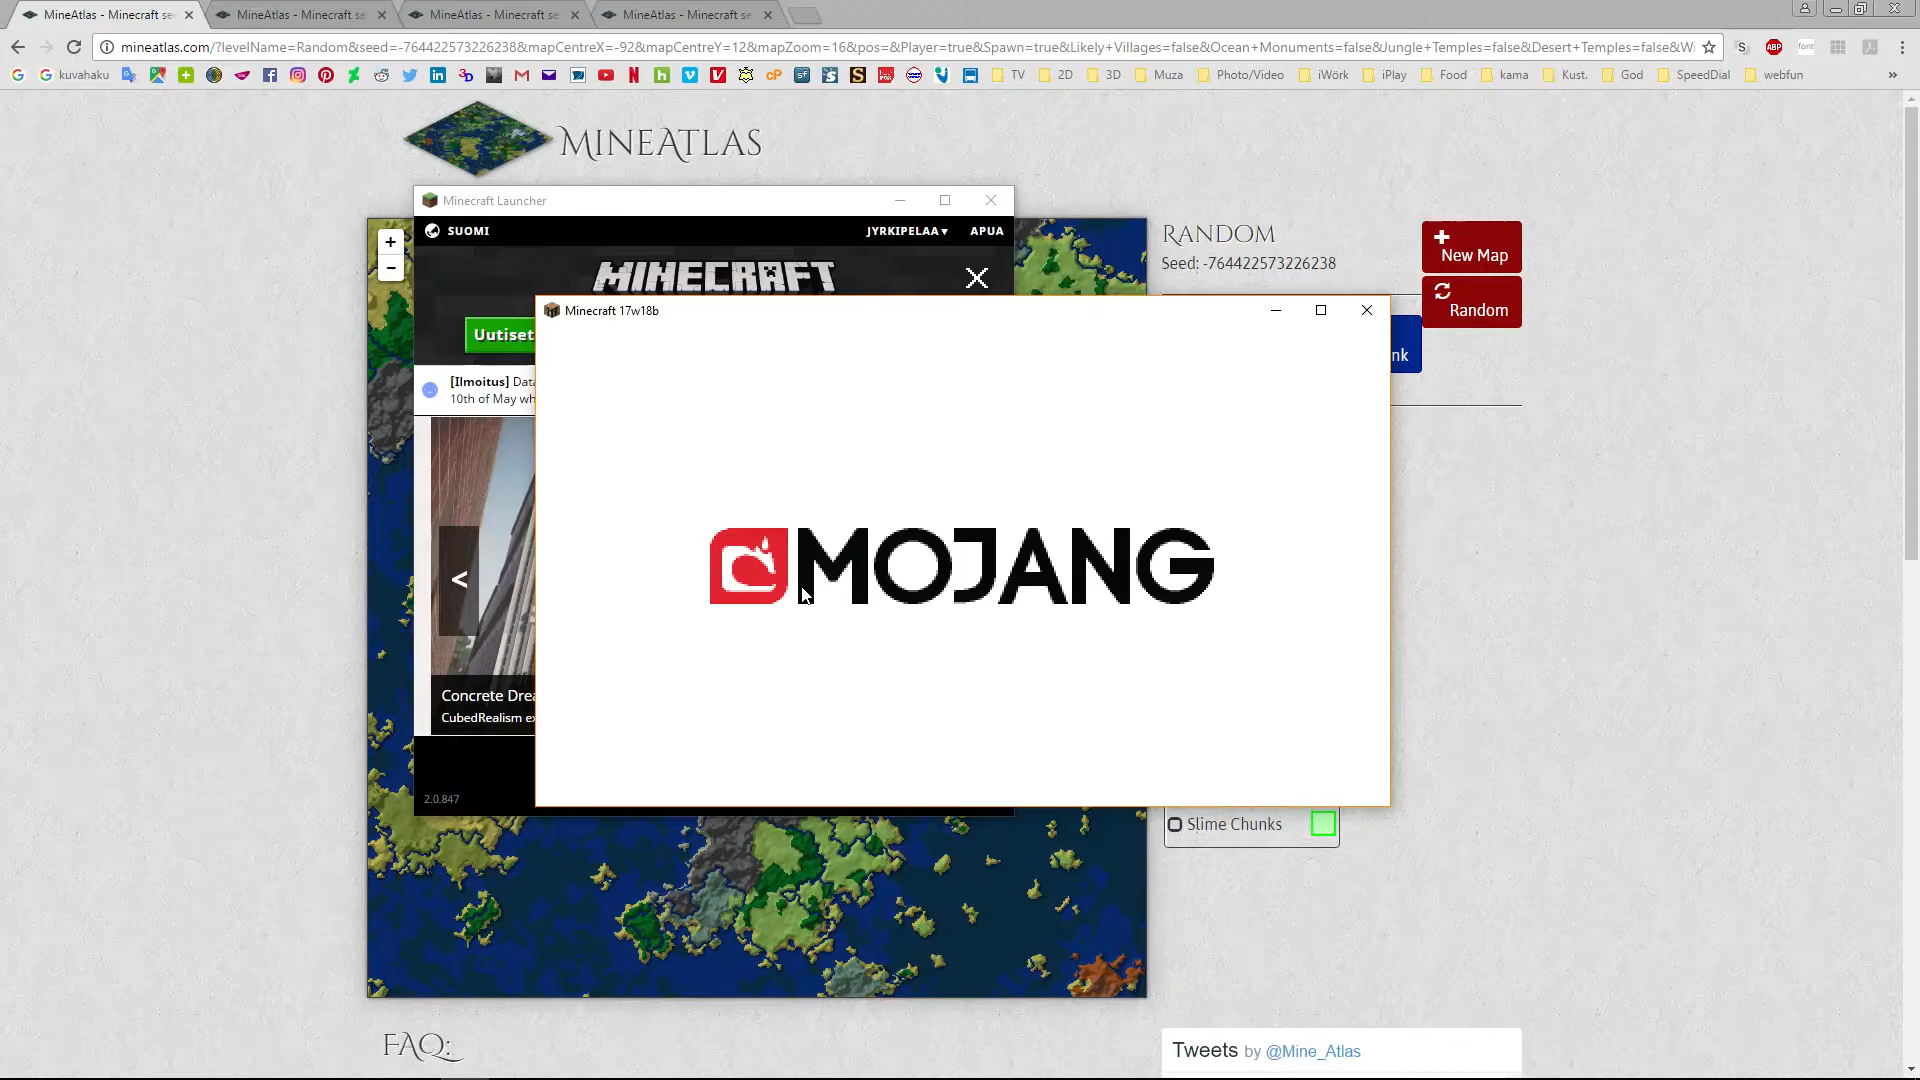 MineAtlas - Minecraft se
MineAtlas - Minecraft se
MineAtlas - Minecraft se
MineAtlas - Minecraft se
mineatlas.com/?levelName=Random&seed=-764422573226238&mapCentreX=-92&mapCentreY=12&mapZoom=16&pos=&Player=true&Spawn=true&Likely+Villages=false&Ocean+Monuments=false&Jungle+Temples=false&Desert+Temples=false&Wi
kuvahaku
TV
2D
3D
Muza
Photo/Video
iWörk
iPlay
Food
kama
Kust.
God
SpeedDial
webfun
MineAtlas
Minecraft Launcher
SUOMI
JYRKIPELAA▾
APUA
MINECRAFT
Random
Seed: -764422573226238
New Map
Random
nk
Minecraft 17w18b
Uutiset
[Ilmoitus] Data
10th of May wh
MOJANG
Concrete Drea
CubedRealism ex
2.0.847
Slime Chunks
FAQ:
Tweets by @Mine_Atlas